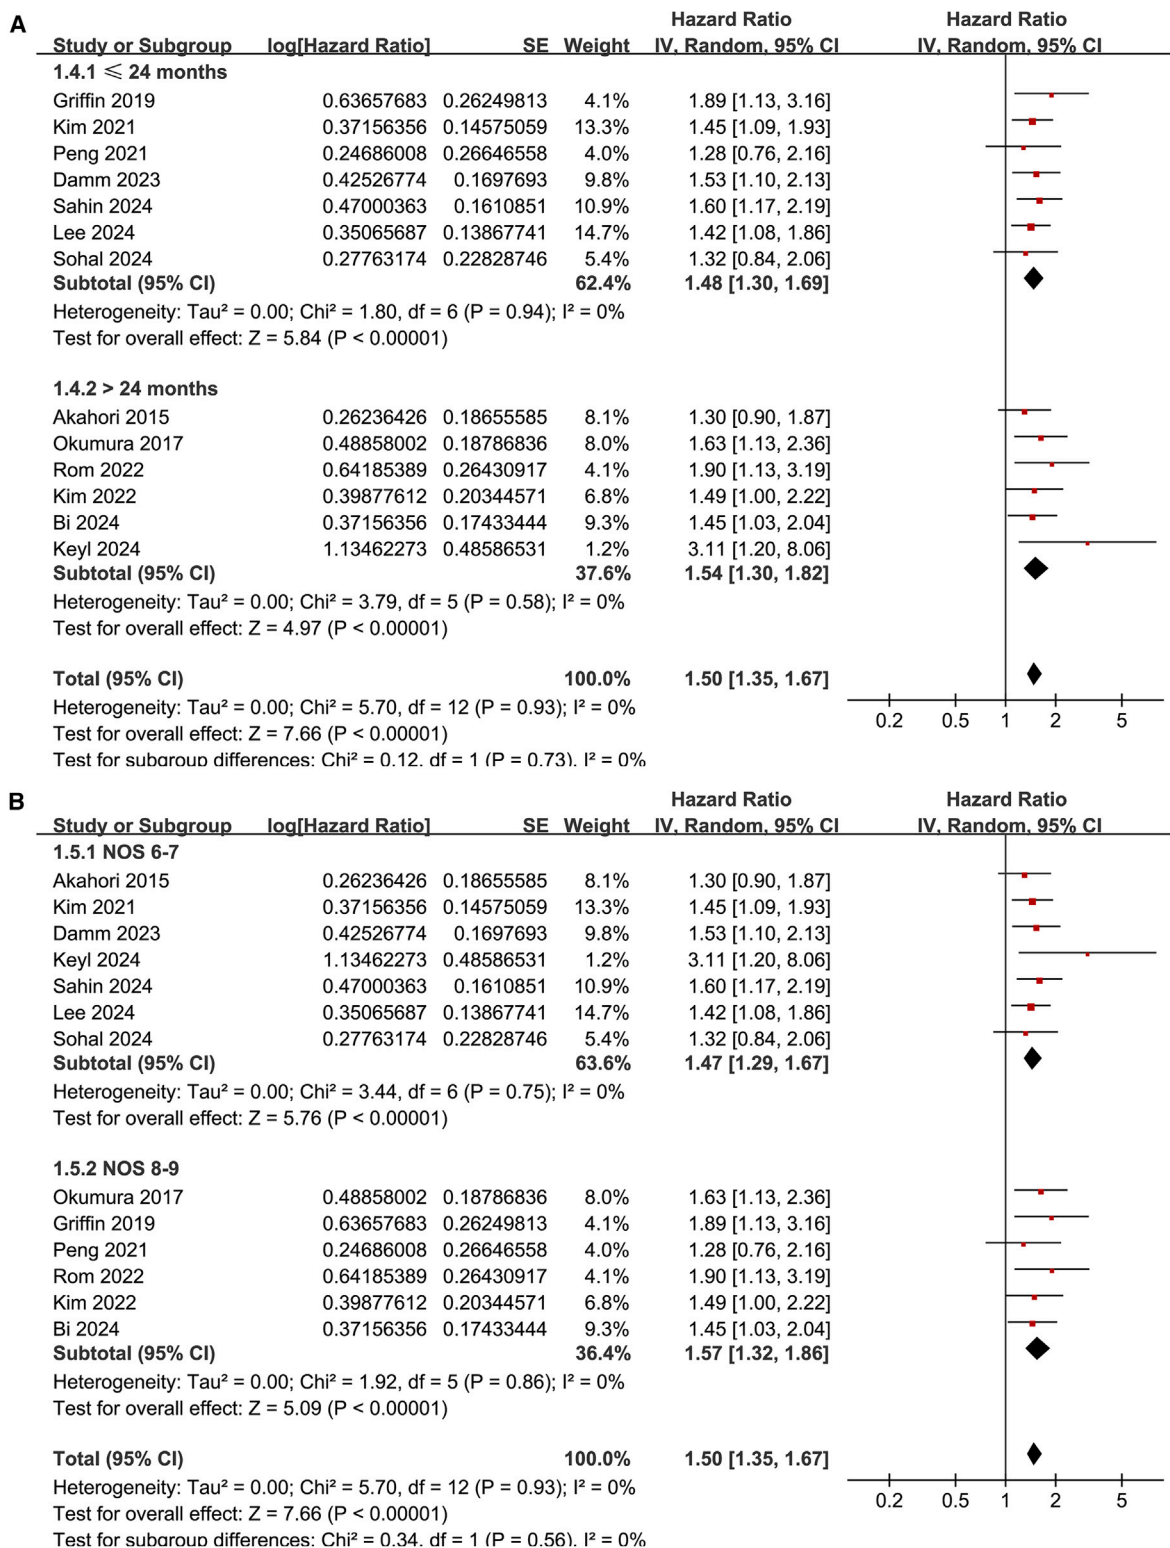 A
Hazard Ratio Hazard Ratio
Study or Subgroup log[Hazard Ratio] SE Weight IV, Random, 95% CI IV, Random, 95% CI
1.4.1 ⩽ 24 months
Griffin 2019 0.63657683 0.26249813 4.1% 1.89 [1.13, 3.16]
Kim 2021 0.37156356 0.14575059 13.3% 1.45 [1.09, 1.93]
Peng 2021 0.24686008 0.26646558 4.0% 1.28 [0.76, 2.16]
Damm 2023 0.42526774 0.1697693 9.8% 1.53 [1.10, 2.13]
Sahin 2024 0.47000363 0.1610851 10.9% 1.60 [1.17, 2.19]
Lee 2024 0.35065687 0.13867741 14.7% 1.42 [1.08, 1.86]
Sohal 2024 0.27763174 0.22828746 5.4% 1.32 [0.84, 2.06]
Subtotal (95% CI) 62.4% 1.48 [1.30, 1.69]
Heterogeneity: Tau² = 0.00; Chi² = 1.80, df = 6 (P = 0.94); I² = 0%
Test for overall effect: Z = 5.84 (P < 0.00001)
1.4.2 > 24 months
Akahori 2015 0.26236426 0.18655585 8.1% 1.30 [0.90, 1.87]
Okumura 2017 0.48858002 0.18786836 8.0% 1.63 [1.13, 2.36]
Rom 2022 0.64185389 0.26430917 4.1% 1.90 [1.13, 3.19]
Kim 2022 0.39877612 0.20344571 6.8% 1.49 [1.00, 2.22]
Bi 2024 0.37156356 0.17433444 9.3% 1.45 [1.03, 2.04]
Keyl 2024 1.13462273 0.48586531 1.2% 3.11 [1.20, 8.06]
Subtotal (95% CI) 37.6% 1.54 [1.30, 1.82]
Heterogeneity: Tau² = 0.00; Chi² = 3.79, df = 5 (P = 0.58); I² = 0%
Test for overall effect: Z = 4.97 (P < 0.00001)
Total (95% CI) 100.0% 1.50 [1.35, 1.67]
Heterogeneity: Tau² = 0.00; Chi² = 5.70, df = 12 (P = 0.93); I² = 0%
0.2 0.5 1 2 5
Test for overall effect: Z = 7.66 (P < 0.00001)
Test for subgroup differences: Chi² = 0.12, df = 1 (P = 0.73), I² = 0%
B
Hazard Ratio Hazard Ratio
Study or Subgroup log[Hazard Ratio] SE Weight IV, Random, 95% CI IV, Random, 95% CI
1.5.1 NOS 6-7
Akahori 2015 0.26236426 0.18655585 8.1% 1.30 [0.90, 1.87]
Kim 2021 0.37156356 0.14575059 13.3% 1.45 [1.09, 1.93]
Damm 2023 0.42526774 0.1697693 9.8% 1.53 [1.10, 2.13]
Keyl 2024 1.13462273 0.48586531 1.2% 3.11 [1.20, 8.06]
Sahin 2024 0.47000363 0.1610851 10.9% 1.60 [1.17, 2.19]
Lee 2024 0.35065687 0.13867741 14.7% 1.42 [1.08, 1.86]
Sohal 2024 0.27763174 0.22828746 5.4% 1.32 [0.84, 2.06]
Subtotal (95% CI) 63.6% 1.47 [1.29, 1.67]
Heterogeneity: Tau² = 0.00; Chi² = 3.44, df = 6 (P = 0.75); I² = 0%
Test for overall effect: Z = 5.76 (P < 0.00001)
1.5.2 NOS 8-9
Okumura 2017 0.48858002 0.18786836 8.0% 1.63 [1.13, 2.36]
Griffin 2019 0.63657683 0.26249813 4.1% 1.89 [1.13, 3.16]
Peng 2021 0.24686008 0.26646558 4.0% 1.28 [0.76, 2.16]
Rom 2022 0.64185389 0.26430917 4.1% 1.90 [1.13, 3.19]
Kim 2022 0.39877612 0.20344571 6.8% 1.49 [1.00, 2.22]
Bi 2024 0.37156356 0.17433444 9.3% 1.45 [1.03, 2.04]
Subtotal (95% CI) 36.4% 1.57 [1.32, 1.86]
Heterogeneity: Tau² = 0.00; Chi² = 1.92, df = 5 (P = 0.86); I² = 0%
Test for overall effect: Z = 5.09 (P < 0.00001)
Total (95% CI) 100.0% 1.50 [1.35, 1.67]
Heterogeneity: Tau² = 0.00; Chi² = 5.70, df = 12 (P = 0.93); I² = 0%
0.2 0.5 1 2 5
Test for overall effect: Z = 7.66 (P < 0.00001)
Test for subgroup differences: Chi² = 0.34, df = 1 (P = 0.56), I² = 0%